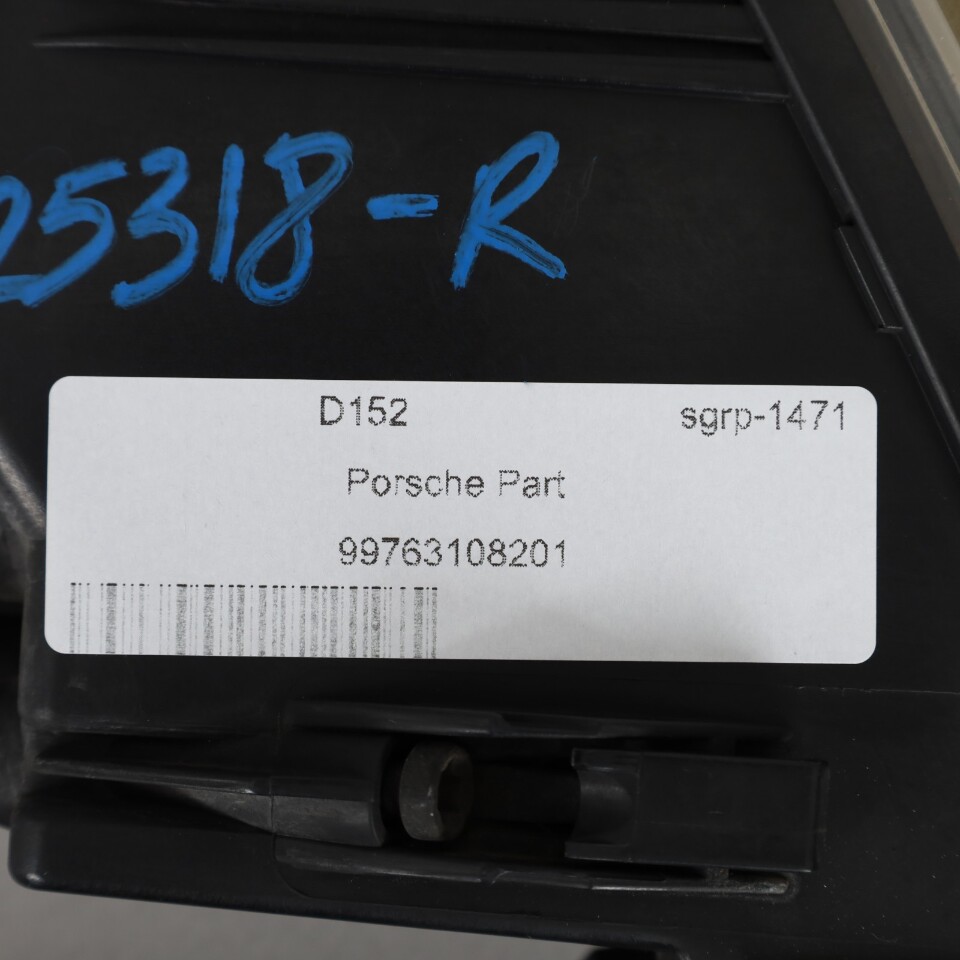 25318-R
D152 sgrp-1471
Porsche Part
99763108201